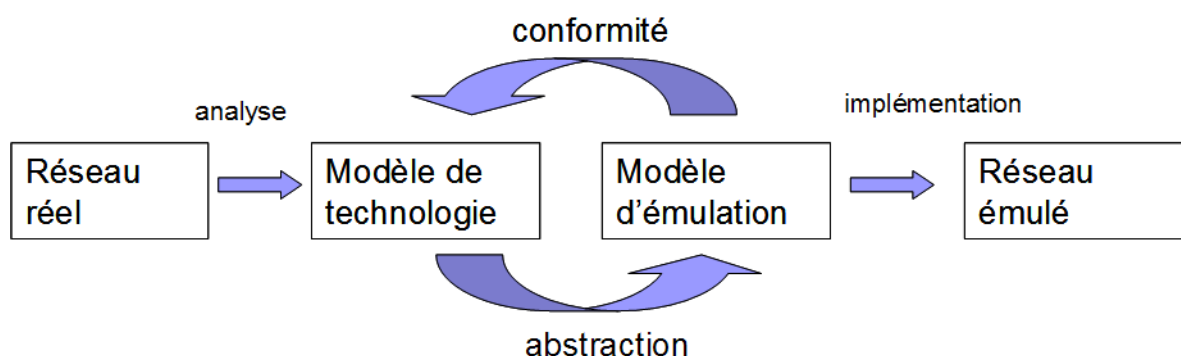 conformité
analyse
implémentation
Réseau
réel
Modèle de
technologie
Modèle
d'émulation
Réseau
émulé
abstraction